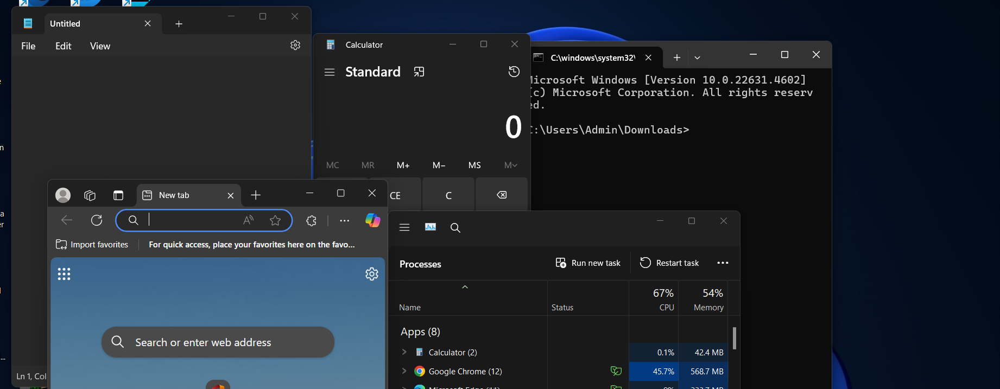 Untitled
File Edit View
Ln 1, Col
Calculator
Standard
0
MC MR M+ M− MS M
CE C
C:\windows\system32\
Microsoft Windows [Version 10.0.22631.4602]
(c) Microsoft Corporation. All rights reserv
ed.
C:\Users\Admin\Downloads>
New tab
Import favorites
For quick access, place your favorites here on the favo...
Search or enter web address
Processes
Run new task
Restart task
67% 54%
Name Status CPU Memory
Apps (8)
Calculator (2) 0.1% 42.4 MB
Google Chrome (12) 45.7% 568.7 MB